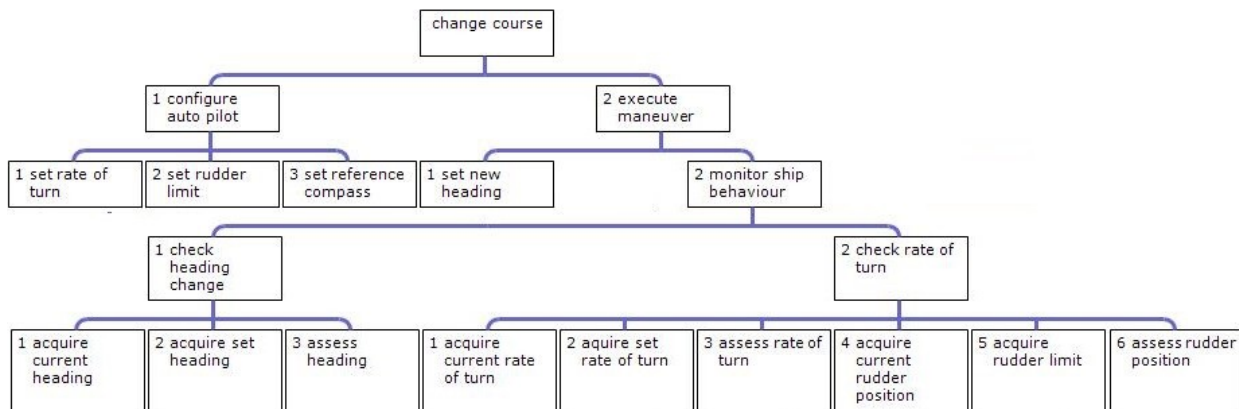 change course
1 configure
auto pilot
2 execute
maneuver
1 set rate of
turn
2 set rudder
limit
3 set reference
compass
1 set new
heading
2 monitor ship
behaviour
1 check
heading
change
2 check rate of
turn
1 acquire
current
heading
2 acquire set
heading
3 assess
heading
1 acquire
current rate
of turn
2 aquire set
rate of turn
3 assess rate of
turn
4 acquire
current
rudder
position
5 acquire
rudder limit
6 assess rudder
position